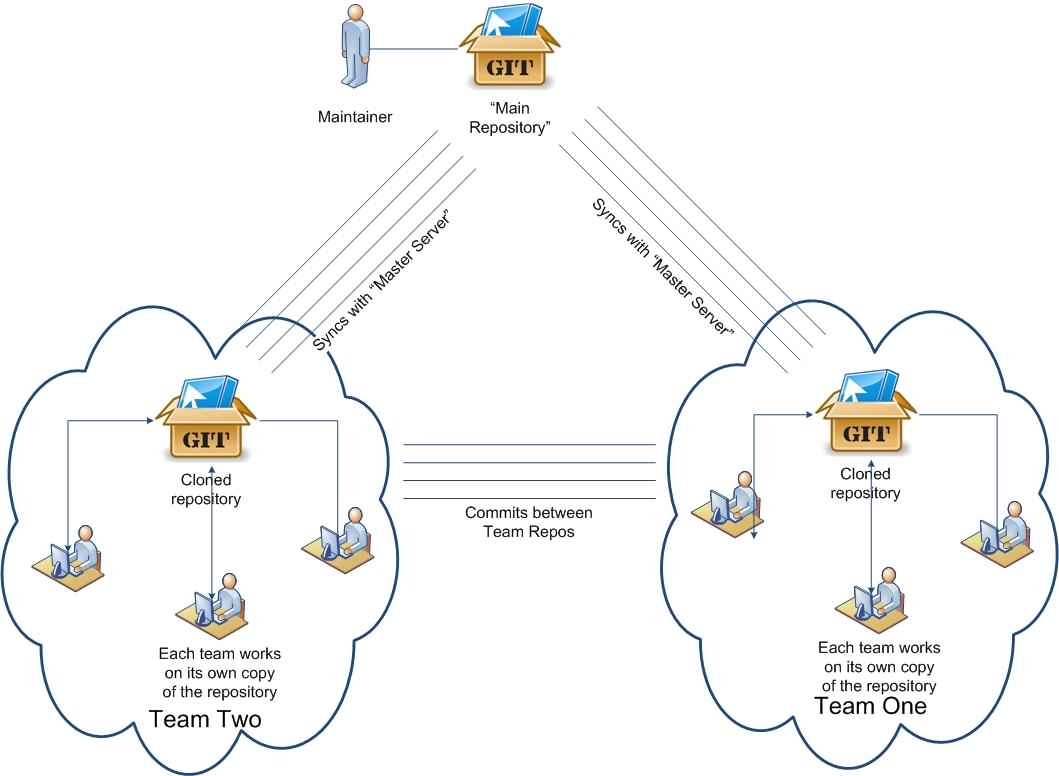 GIT
Maintainer
“Main
Repository”
Syncs with “Master Server”
Syncs with “Master Server”
GIT
Cloned
repository
GIT
Cloned
repository
Commits between
Team Repos
Each team works
on its own copy
of the repository
Team Two
Each team works
on its own copy
of the repository
Team One